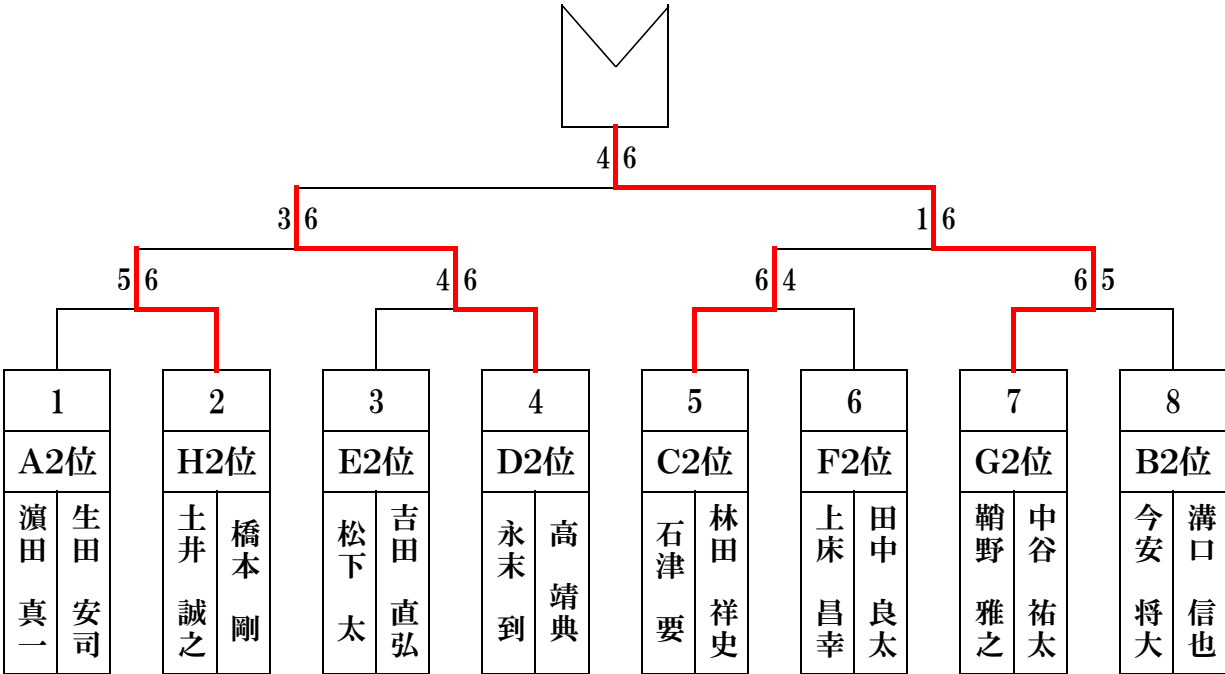 4 6
3 6
1 6
5 6
4 6
6 4
6 5
1
2
3
4
5
6
7
8
A2位
H2位
E2位
D2位
C2位
F2位
G2位
B2位
濵田 真一
生田 安司
土井 誠之
橋本 剛
松下 太
吉田 直弘
永末 到
高 靖典
石津 要
林田 祥史
上床 昌幸
田中 良太
鞘野 雅之
中谷 祐太
今安 将大
溝口 信也